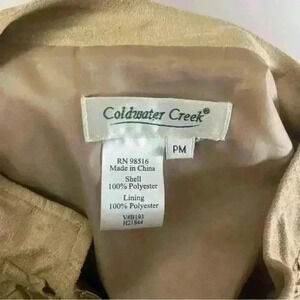 Coldwater Creek®
PM
RN 98516
Made in China
Shell
100% Polyester
Lining
100% Polyester